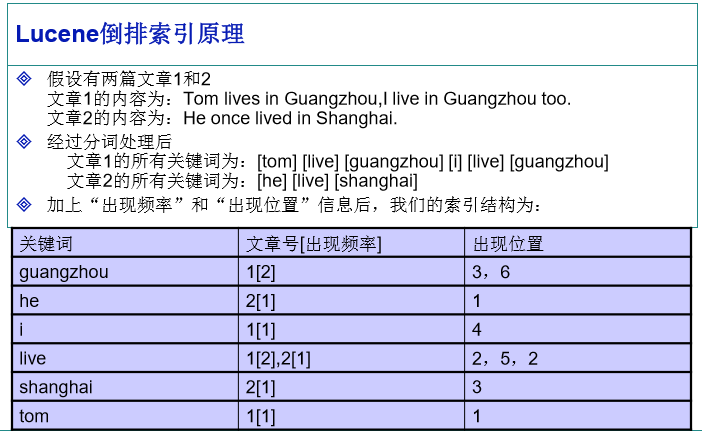 Lucene倒排索引原理
假设有两篇文章1和2
文章1的内容为：Tom lives in Guangzhou,I live in Guangzhou too.
文章2的内容为：He once lived in Shanghai.
经过分词处理后
文章1的所有关键词为：[tom] [live] [guangzhou] [i] [live] [guangzhou]
文章2的所有关键词为：[he] [live] [shanghai]
加上“出现频率”和“出现位置”信息后，我们的索引结构为：
关键词 文章号[出现频率] 出现位置
guangzhou 1[2] 3，6
he 2[1] 1
i 1[1] 4
live 1[2],2[1] 2，5，2
shanghai 2[1] 3
tom 1[1] 1